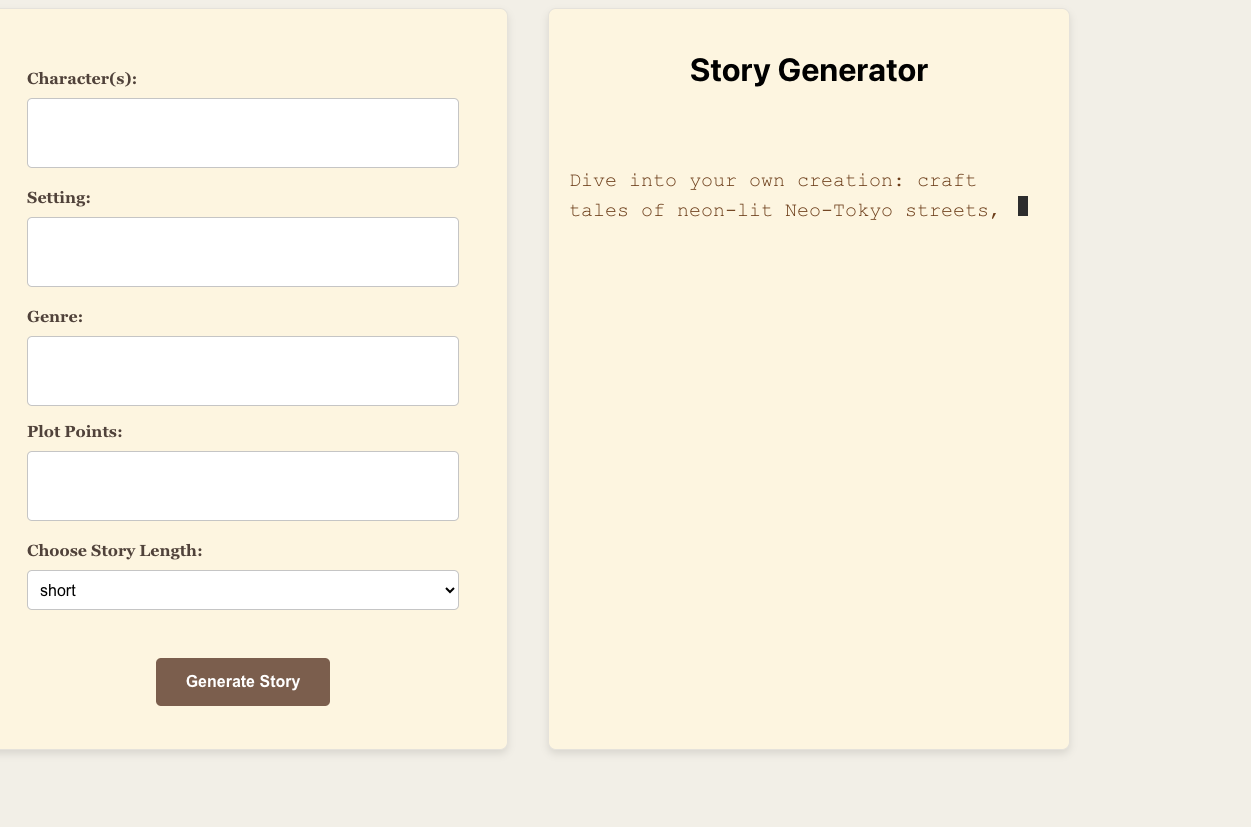 Character(s):
Setting:
Genre:
Plot Points:
Choose Story Length:
short
Generate Story
Story Generator
Dive into your own creation: craft
tales of neon-lit Neo-Tokyo streets,